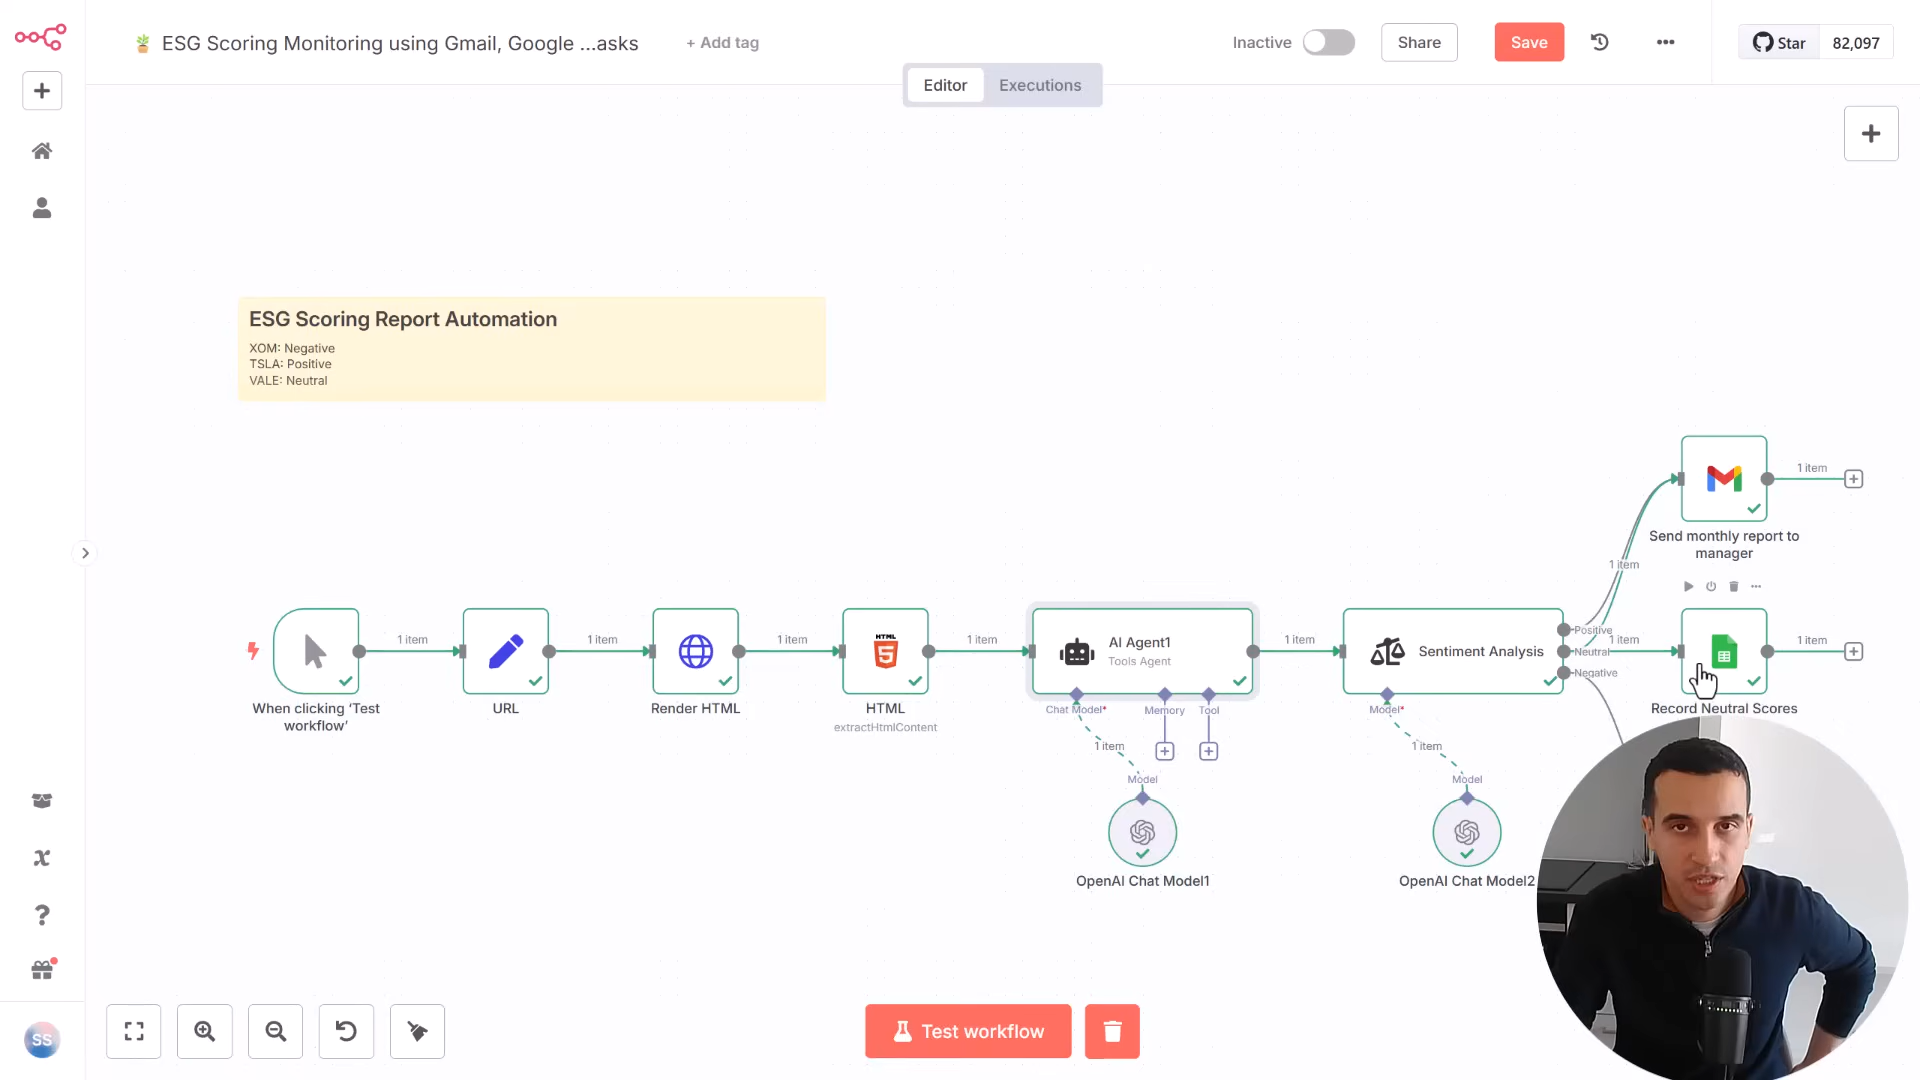 ESG Scoring Monitoring using Gmail, Google ...asks
+ Add tag
Inactive
Share
Save
Star
82,097
Editor
Executions
ESG Scoring Report Automation
XOM: Negative
TSLA: Positive
VALE: Neutral
1 item
Send monthly report to
manager
1 item
1 item
1 item
1 item
1 item
1 item
1 item
1 item
HTML
5
AI Agent1
Tools Agent
Sentiment Analysis
Positive
Neutral
Negative
When clicking ‘Test
workflow’
URL
Render HTML
HTML
extractHtmlContent
Chat Model*
Memory
Tool
Model*
Record Neutral Scores
1 item
1 item
Model
Model
OpenAI Chat Model1
OpenAI Chat Model2
SS
Test workflow